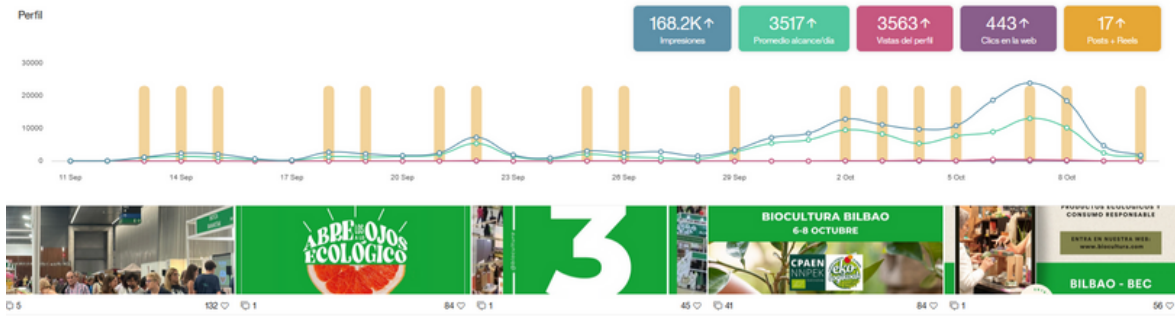 Perfil
168.2K↑
Impresiones
3517↑
Promedio alcance/día
3563↑
Vistas del perfil
443↑
Clics en la web
17↑
Posts + Reels
30000
20000
10000
0
11 Sep
14 Sep
17 Sep
20 Sep
23 Sep
26 Sep
29 Sep
2 Oct
5 Oct
8 Oct
ABRE LOS OJOS
A LO
ECOLÓGICO
@biocultura
3
BIOCULTURA BILBAO
6-8 OCTUBRE
CPAEN
NNPEK
eko
PRODUCTOS ECOLÓGICOS Y
CONSUMO RESPONSABLE
ENTRA EN NUESTRA WEB:
www.biocultura.com
BILBAO - BEC
5
132
1
84
1
45
41
84
1
56